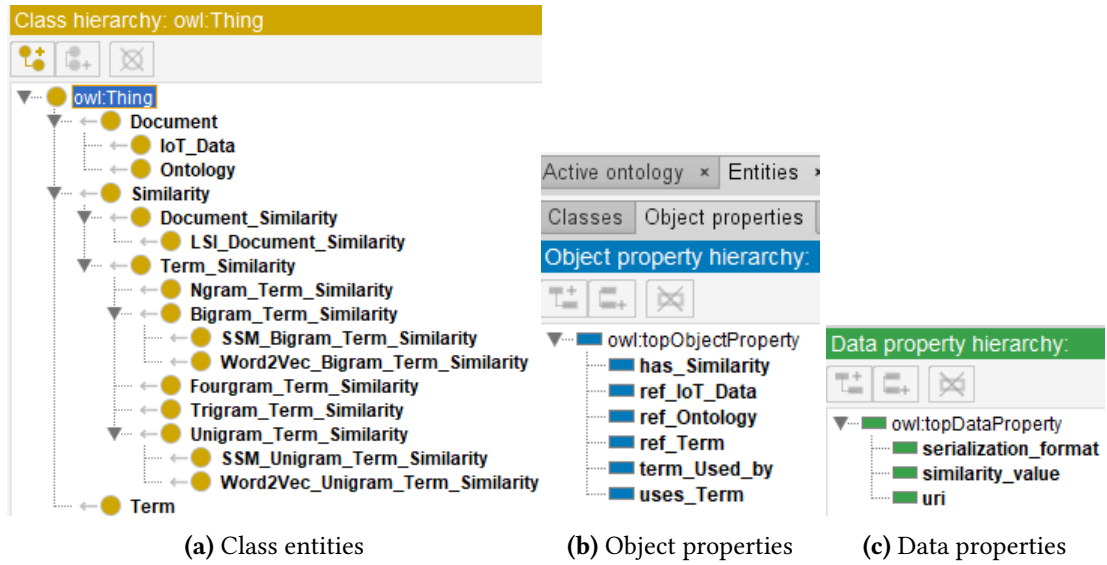 Class hierarchy: owl:Thing
owl:Thing
Document
IoT_Data
Ontology
Similarity
Document_Similarity
LSI_Document_Similarity
Term_Similarity
Ngram_Term_Similarity
Bigram_Term_Similarity
SSM_Bigram_Term_Similarity
Word2Vec_Bigram_Term_Similarity
Fourgram_Term_Similarity
Trigram_Term_Similarity
Unigram_Term_Similarity
SSM_Unigram_Term_Similarity
Word2Vec_Unigram_Term_Similarity
Term
(a) Class entities
Active ontology × Entities ×
Classes Object properties
Object property hierarchy:
owl:topObjectProperty
has_Similarity
ref_IoT_Data
ref_Ontology
ref_Term
term_Used_by
uses_Term
(b) Object properties
Data property hierarchy:
owl:topDataProperty
serialization_format
similarity_value
uri
(c) Data properties